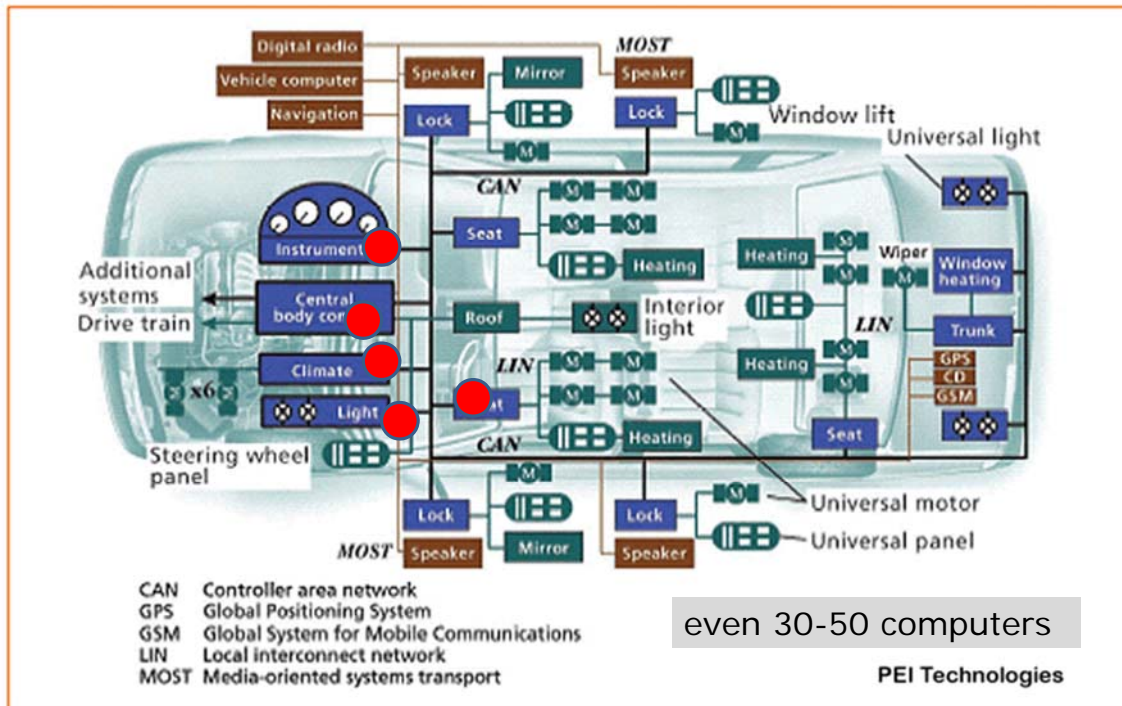 Digital radio
Vehicle computer
Navigation
MOST
Speaker
Mirror
Speaker
Lock
Lock
Window lift
M
M
Universal light
CAN
M M
M M
Seat
Heating
Instrument
Additional
systems
Drive train
Central
body
Roof
Interior
light
Heating
M
M
Wiper
M
Window
heating
LIN
Trunk
Climate
x6
M M
Light
LIN
M M
M M
CAN
Heating
Heating
M
M
Seat
GPS
CD
GSM
Steering wheel
panel
M
Lock
Lock
M
Universal motor
MOST
Speaker
Mirror
Speaker
Universal panel
CAN Controller area network
GPS Global Positioning System
GSM Global System for Mobile Communications
LIN Local interconnect network
MOST Media-oriented systems transport
even 30-50 computers
PEI Technologies